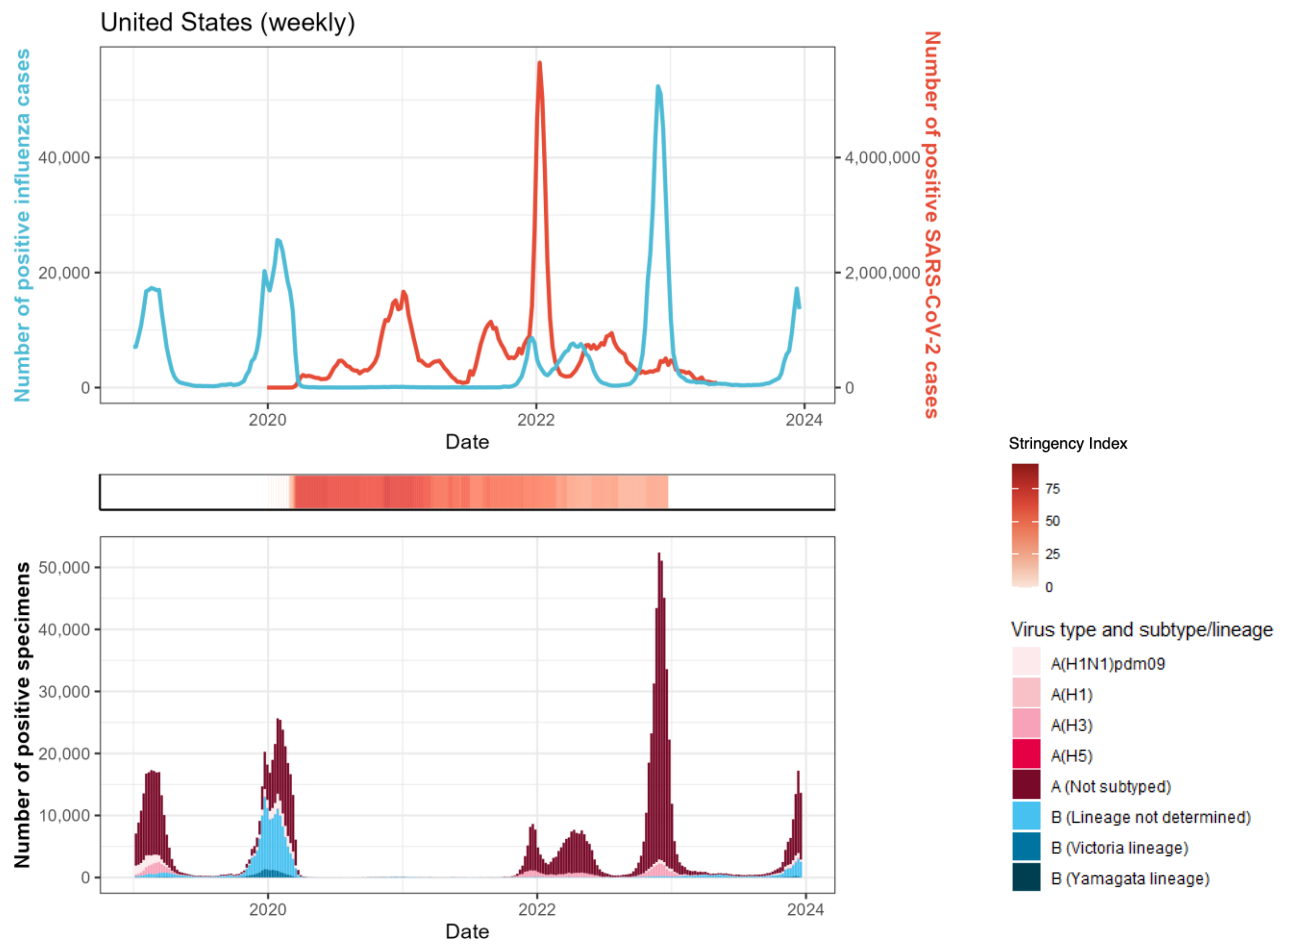 United States (weekly)
Number of positive influenza cases
40,000
20,000
0
4,000,000
2,000,000
0
Number of positive SARS-CoV-2 cases
2020
2022
2024
Date
Stringency Index
75
50
25
0
Number of positive specimens
50,000
40,000
30,000
20,000
10,000
0
2020
2022
2024
Date
Virus type and subtype/lineage
A(H1N1)pdm09
A(H1)
A(H3)
A(H5)
A (Not subtyped)
B (Lineage not determined)
B (Victoria lineage)
B (Yamagata lineage)